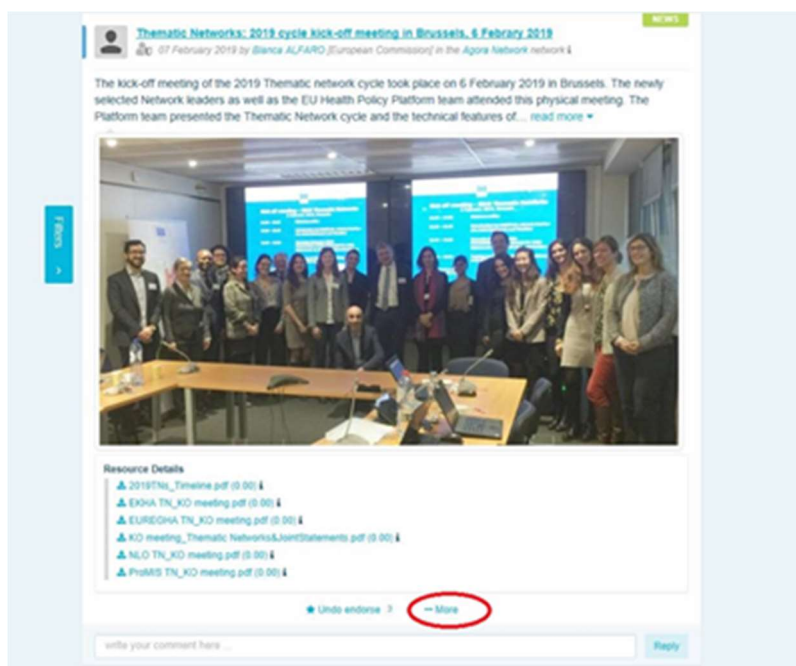 NEWS
Thematic Networks: 2019 cycle kick-off meeting in Brussels, 6 Febrary 2019
07 February 2019 by Bianca ALFARO [European Commission] in the Agora Network network
The kick-off meeting of the 2019 Thematic network cycle took place on 6 February 2019 in Brussels. The newly
selected Network leaders as well as the EU Health Policy Platform team attended this physical meeting. The
Platform team presented the Thematic Network cycle and the technical features of... read more
Filters
Resource Details
2019TNs_Timeline.pdf (0.00)
EKHA TN_KO meeting.pdf (0.00)
EUREGHA TN_KO meeting.pdf (0.00)
KO meeting_Thematic Networks&JointStatements.pdf (0.00)
NLO TN_KO meeting.pdf (0.00)
ProMIS TN_KO meeting.pdf (0.00)
Undo endorse 3 More
write your comment here ... Reply